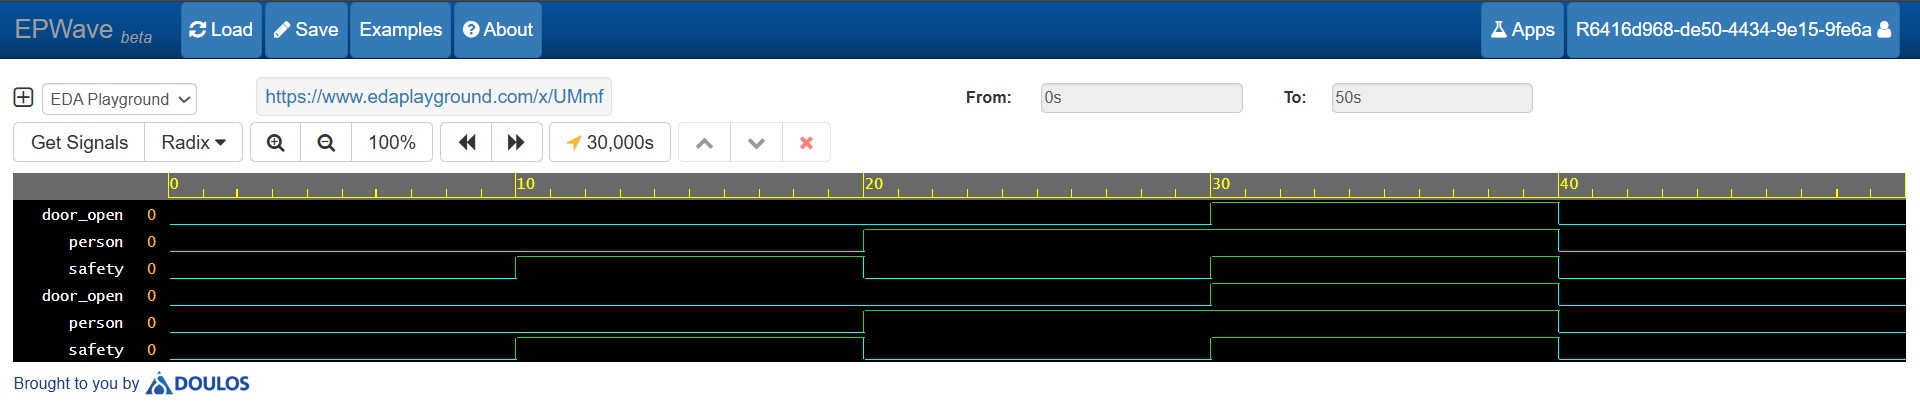 EPWave beta Load Save Examples About Apps R6416d968-de50-4434-9e15-9fe6a
EDA Playground https://www.edaplayground.com/x/UMmf From: 0s To: 50s
Get Signals Radix 100% 30,000s
0 10 20 30 40
door_open 0
person 0
safety 0
door_open 0
person 0
safety 0
Brought to you by DOULOS